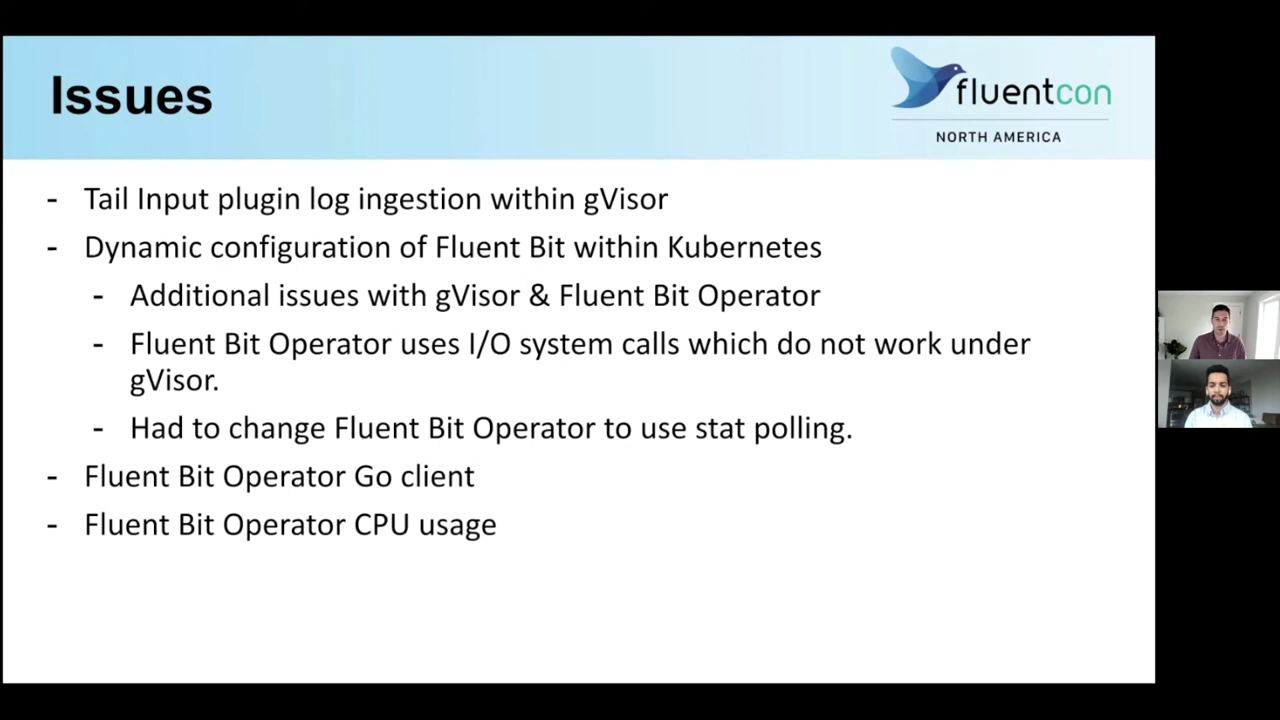 Issues
fluentcon
NORTH AMERICA
- Tail Input plugin log ingestion within gVisor
- Dynamic configuration of Fluent Bit within Kubernetes
- Additional issues with gVisor & Fluent Bit Operator
- Fluent Bit Operator uses I/O system calls which do not work under
gVisor.
- Had to change Fluent Bit Operator to use stat polling.
- Fluent Bit Operator Go client
- Fluent Bit Operator CPU usage